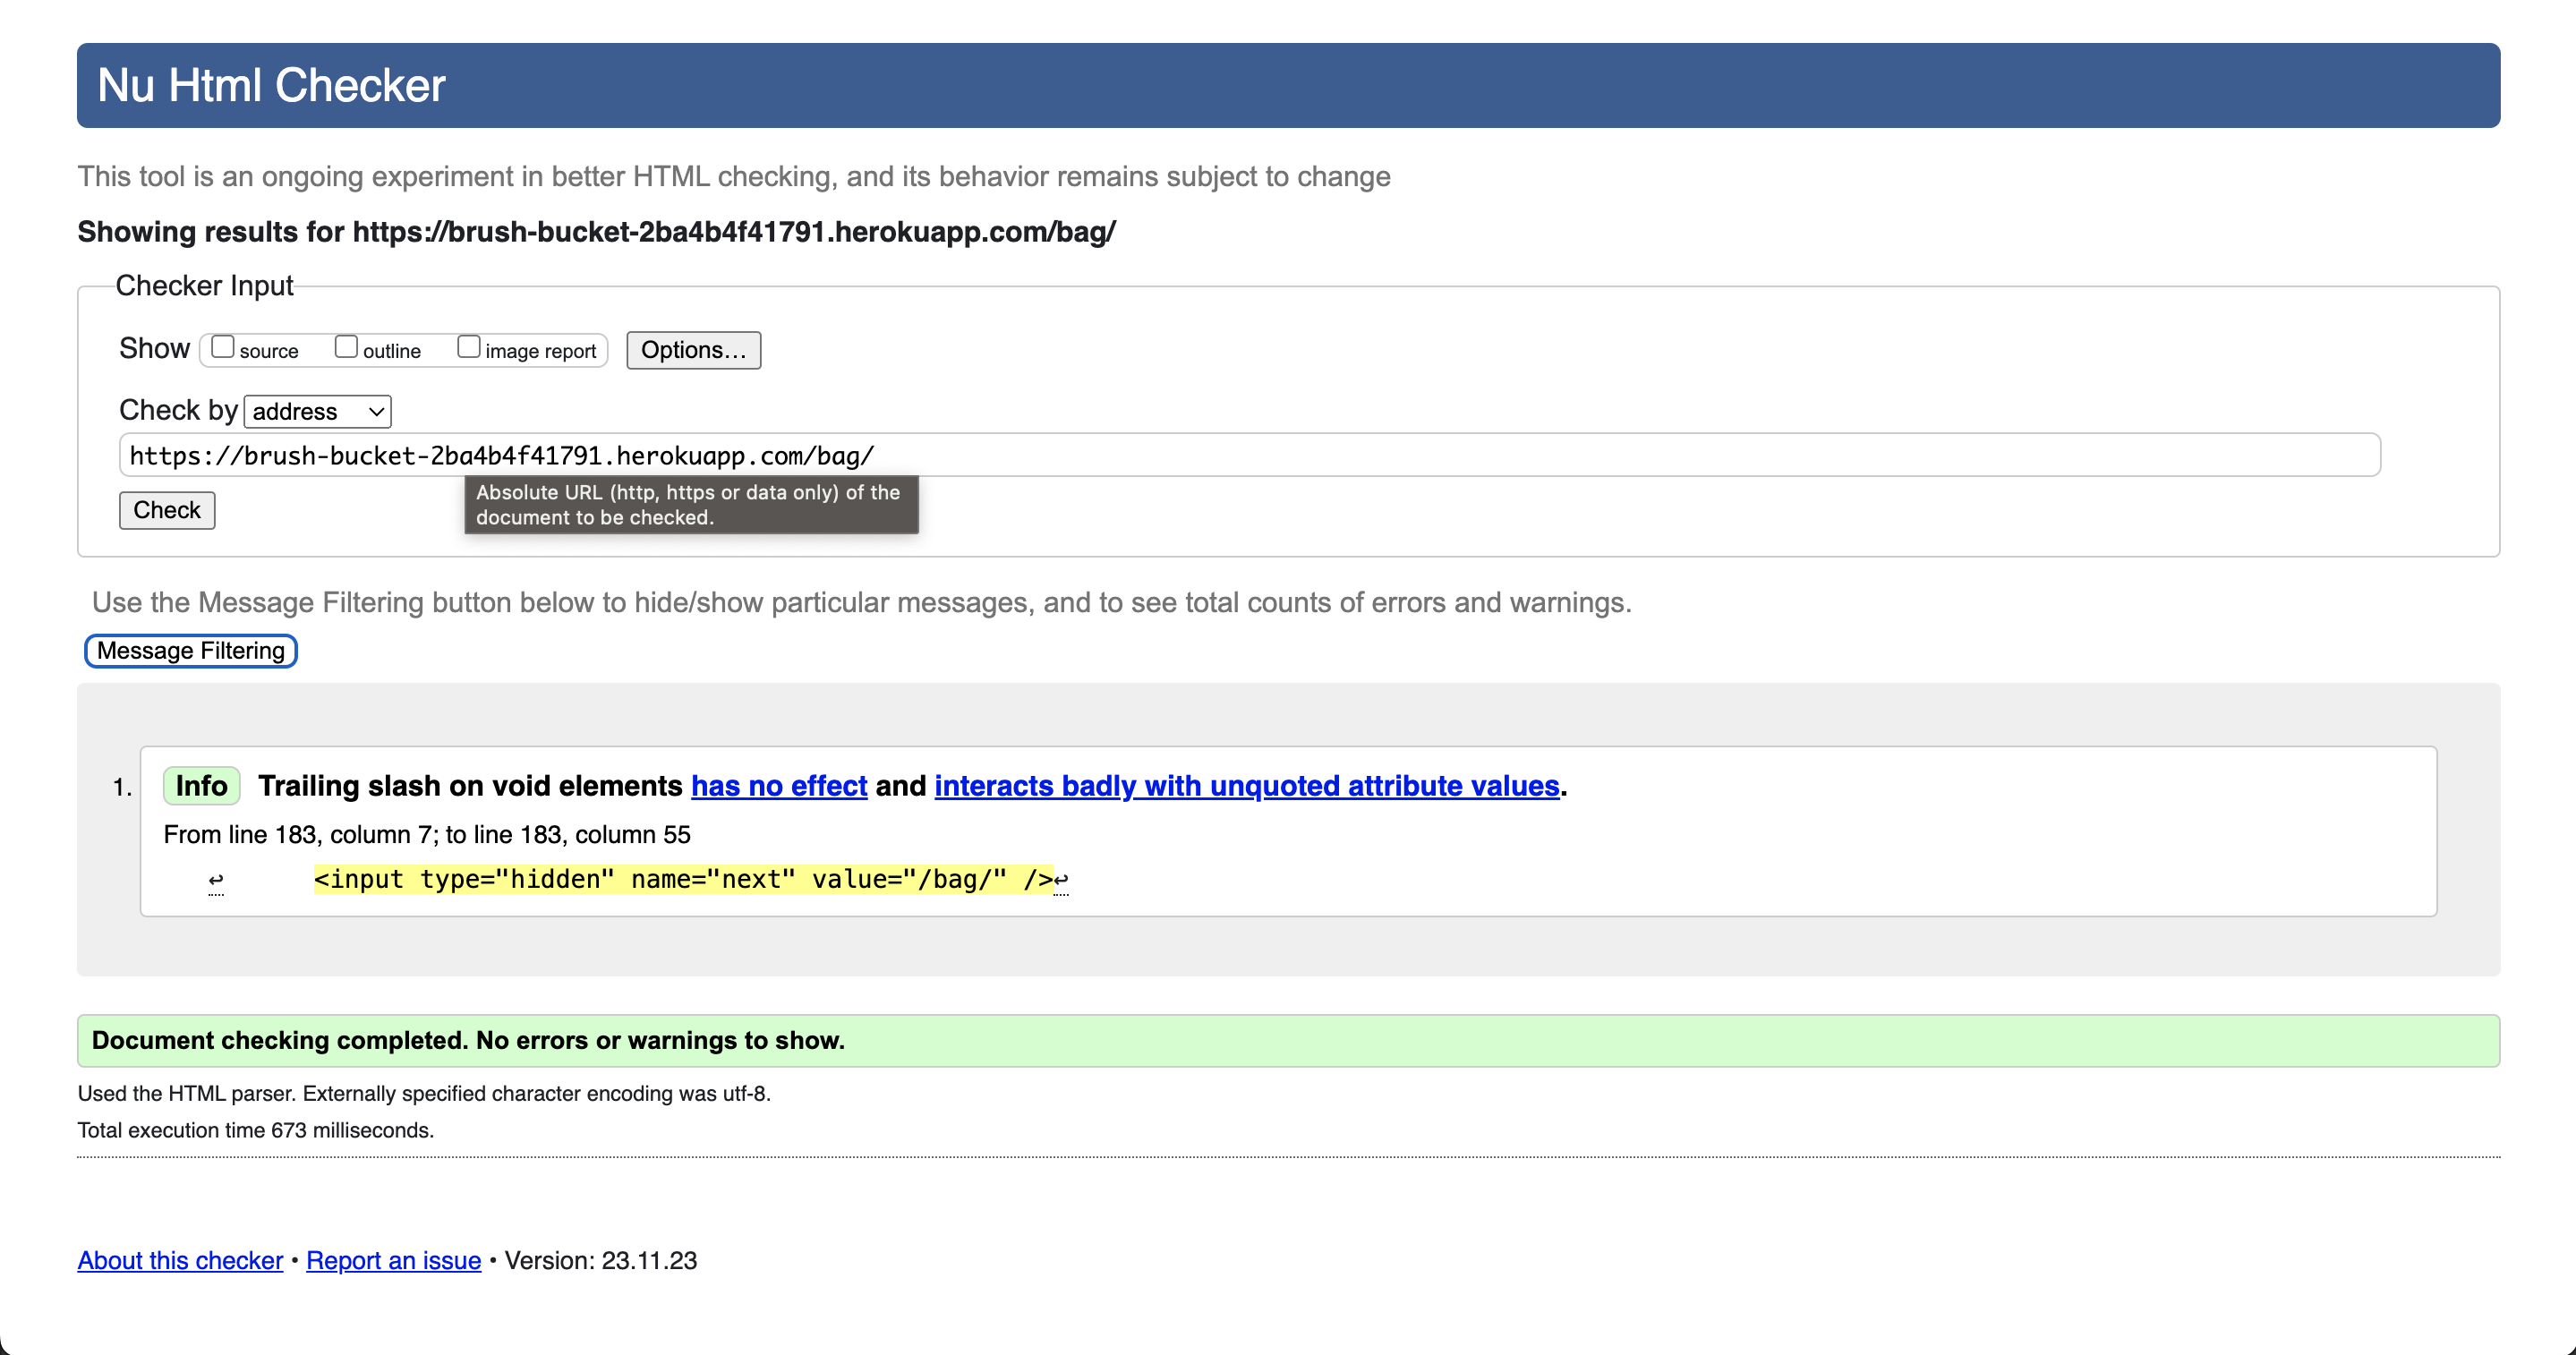 Nu Html Checker
This tool is an ongoing experiment in better HTML checking, and its behavior remains subject to change
Showing results for https://brush-bucket-2ba4b4f41791.herokuapp.com/bag/
Checker Input
Show source outline image report Options…
Check by address
https://brush-bucket-2ba4b4f41791.herokuapp.com/bag/
Absolute URL (http, https or data only) of the
document to be checked.
Check
Use the Message Filtering button below to hide/show particular messages, and to see total counts of errors and warnings.
Message Filtering
1. Info Trailing slash on void elements has no effect and interacts badly with unquoted attribute values.
From line 183, column 7; to line 183, column 55
↩ <input type="hidden" name="next" value="/bag/" />↩
Document checking completed. No errors or warnings to show.
Used the HTML parser. Externally specified character encoding was utf-8.
Total execution time 673 milliseconds.
About this checker • Report an issue • Version: 23.11.23